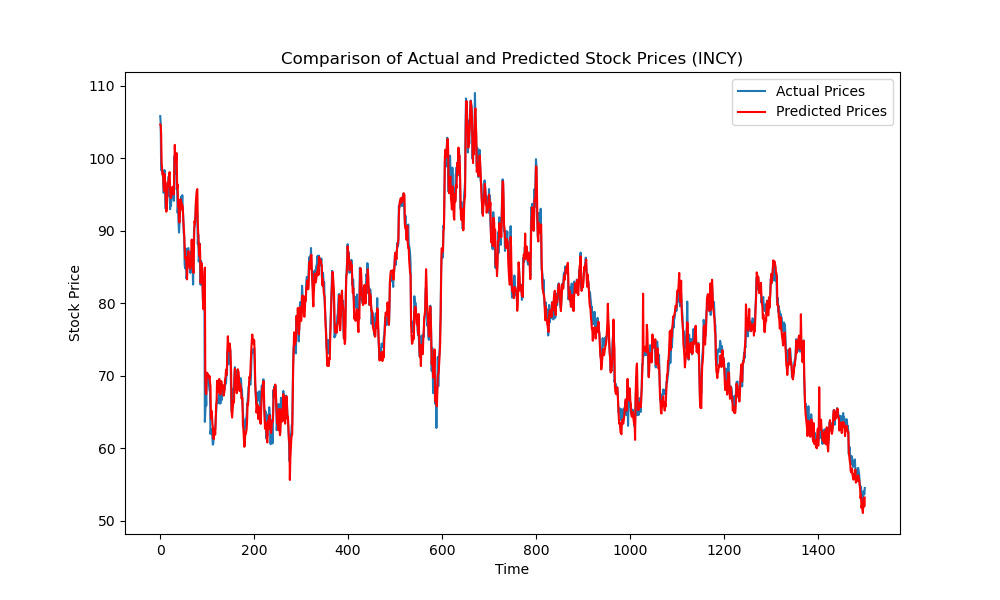 Comparison of Actual and Predicted Stock Prices (INCY)
Actual Prices
Predicted Prices
110
100
90
80
70
60
50
Stock Price
0 200 400 600 800 1000 1200 1400
Time